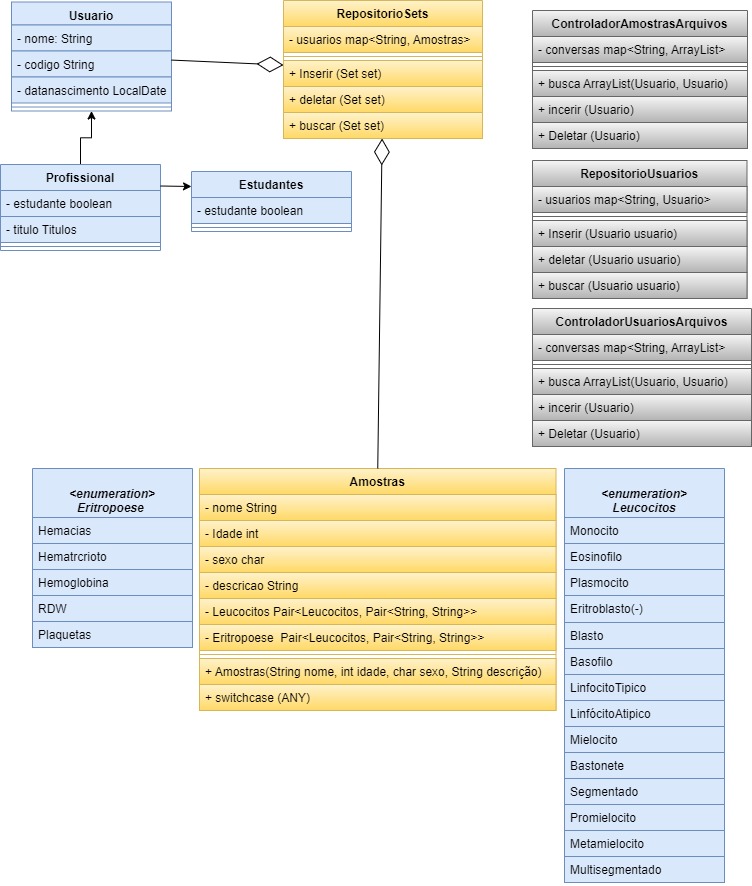 Usuario
- nome: String
- codigo String
- datanascimento LocalDate
RepositorioSets
- usuarios map<String, Amostras>
+ Inserir (Set set)
+ deletar (Set set)
+ buscar (Set set)
ControladorAmostrasArquivos
- conversas map<String, ArrayList>
+ busca ArrayList(Usuario, Usuario)
+ incerir (Usuario)
+ Deletar (Usuario)
Profissional
- estudante boolean
- titulo Titulos
Estudantes
- estudante boolean
RepositorioUsuarios
- usuarios map<String, Usuario>
+ Inserir (Usuario usuario)
+ deletar (Usuario usuario)
+ buscar (Usuario usuario)
ControladorUsuariosArquivos
- conversas map<String, ArrayList>
+ busca ArrayList(Usuario, Usuario)
+ incerir (Usuario)
+ Deletar (Usuario)
<enumeration>
Eritropoese
Hemacias
Hematrcrioto
Hemoglobina
RDW
Plaquetas
Amostras
- nome String
- Idade int
- sexo char
- descricao String
- Leucocitos Pair<Leucocitos, Pair<String, String>>
- Eritropoese  Pair<Leucocitos, Pair<String, String>>
+ Amostras(String nome, int idade, char sexo, String descrição)
+ switchcase (ANY)
<enumeration>
Leucocitos
Monocito
Eosinofilo
Plasmocito
Eritroblasto(-)
Blasto
Basofilo
LinfocitoTipico
LinfócitoAtipico
Mielocito
Bastonete
Segmentado
Promielocito
Metamielocito
Multisegmentado